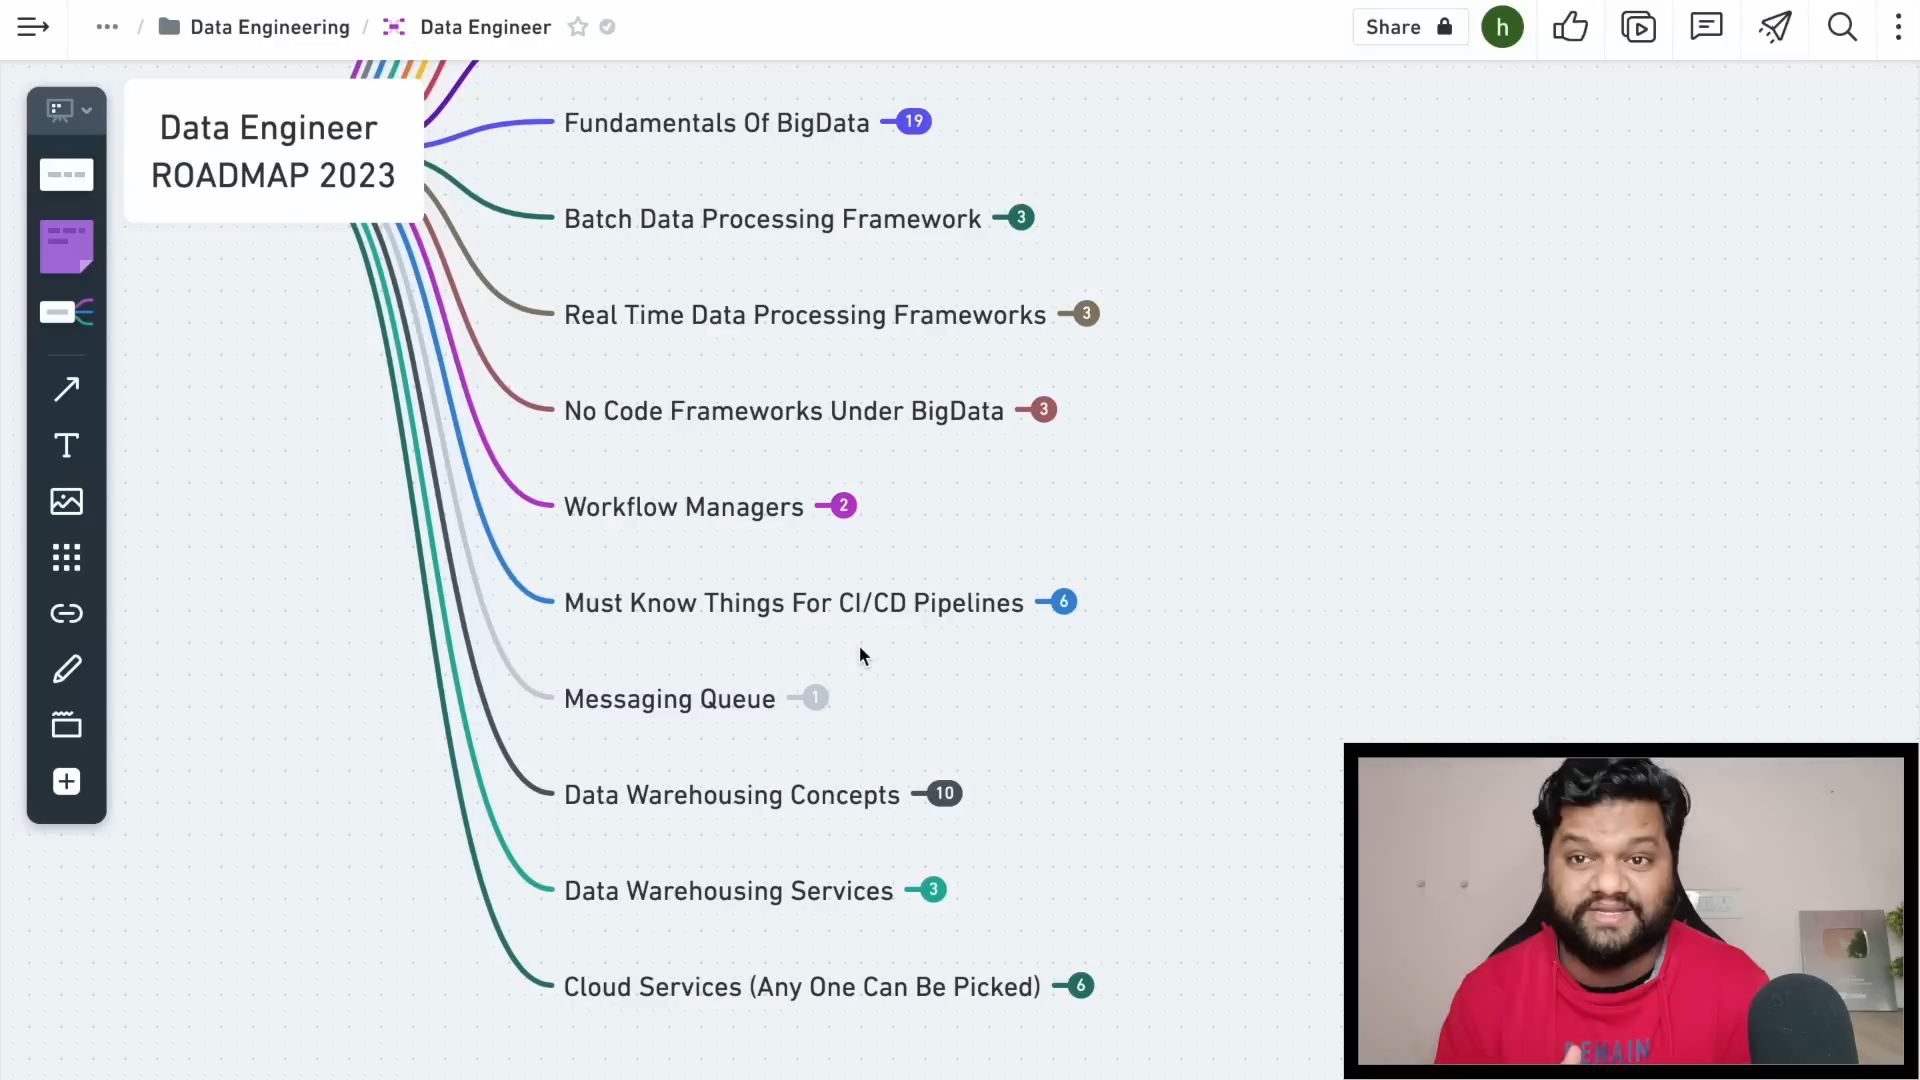 Data Engineering / Data Engineer
Share
h
Data Engineer
ROADMAP 2023
Fundamentals Of BigData 19
Batch Data Processing Framework 3
Real Time Data Processing Frameworks 3
No Code Frameworks Under BigData 3
Workflow Managers 2
Must Know Things For CI/CD Pipelines 6
Messaging Queue 1
Data Warehousing Concepts 10
Data Warehousing Services 3
Cloud Services (Any One Can Be Picked) 6
T